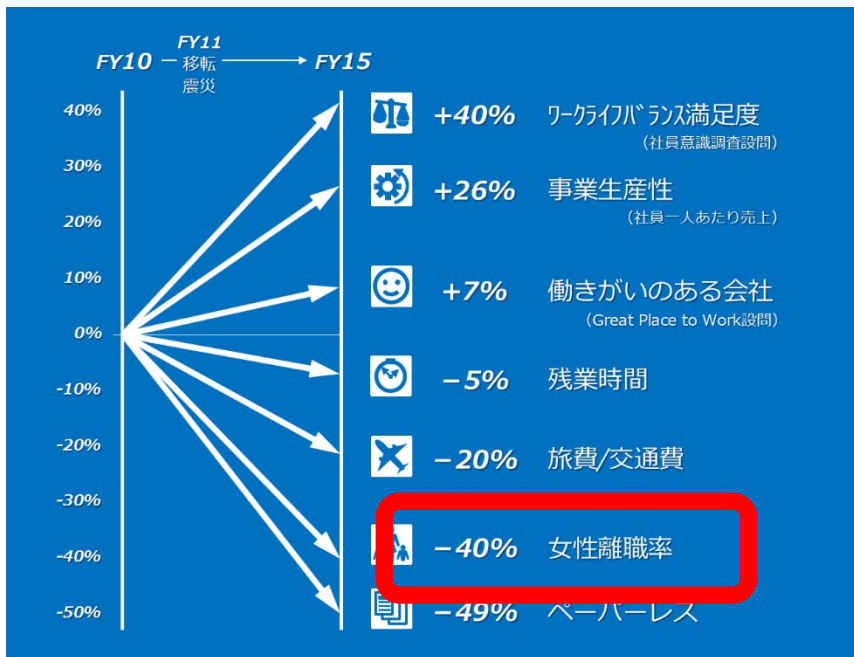 FY11
FY10 移転 FY15
震災
40%
30%
20%
10%
0%
-10%
-20%
-30%
-40%
-50%
+40% ワークライフバランス満足度
(社員意識調査設問)
+26% 事業生産性
(社員一人あたり売上)
+7% 働きがいのある会社
(Great Place to Work設問)
−5% 残業時間
−20% 旅費/交通費
−40% 女性離職率
−49% ペーパーレス